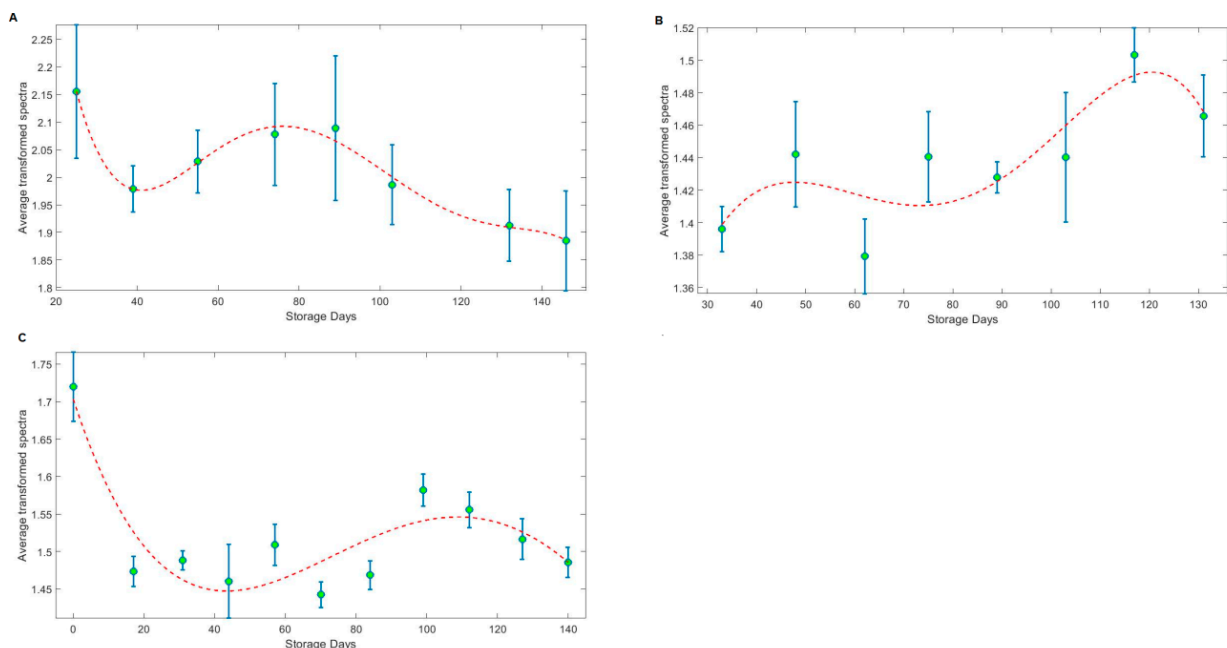 A
2.25
2.2
2.15
2.1
2.05
2
1.95
1.9
1.85
1.8
Average transformed spectra
20 40 60 80 100 120 140
Storage Days
B
1.52
1.5
1.48
1.46
1.44
1.42
1.4
1.38
1.36
Average transformed spectra
30 40 50 60 70 80 90 100 110 120 130
Storage Days
C
1.75
1.7
1.65
1.6
1.55
1.5
1.45
Average transformed spectra
0 20 40 60 80 100 120 140
Storage Days